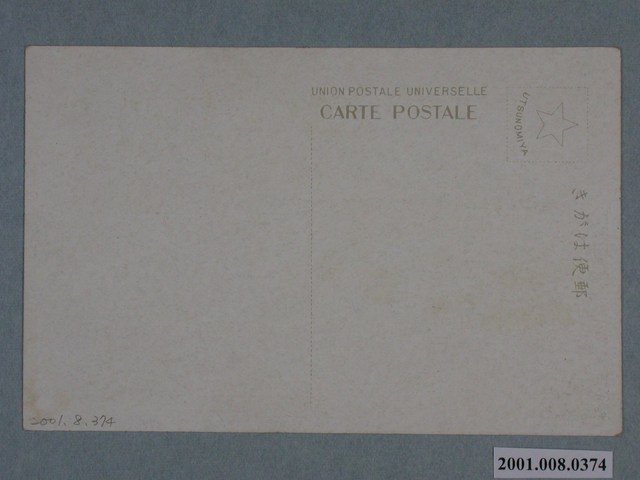 UNION POSTALE UNIVERSELLE
CARTE POSTALE
UTSUNOMIYA
きがは便郵
2001.8.374
2001.008.0374